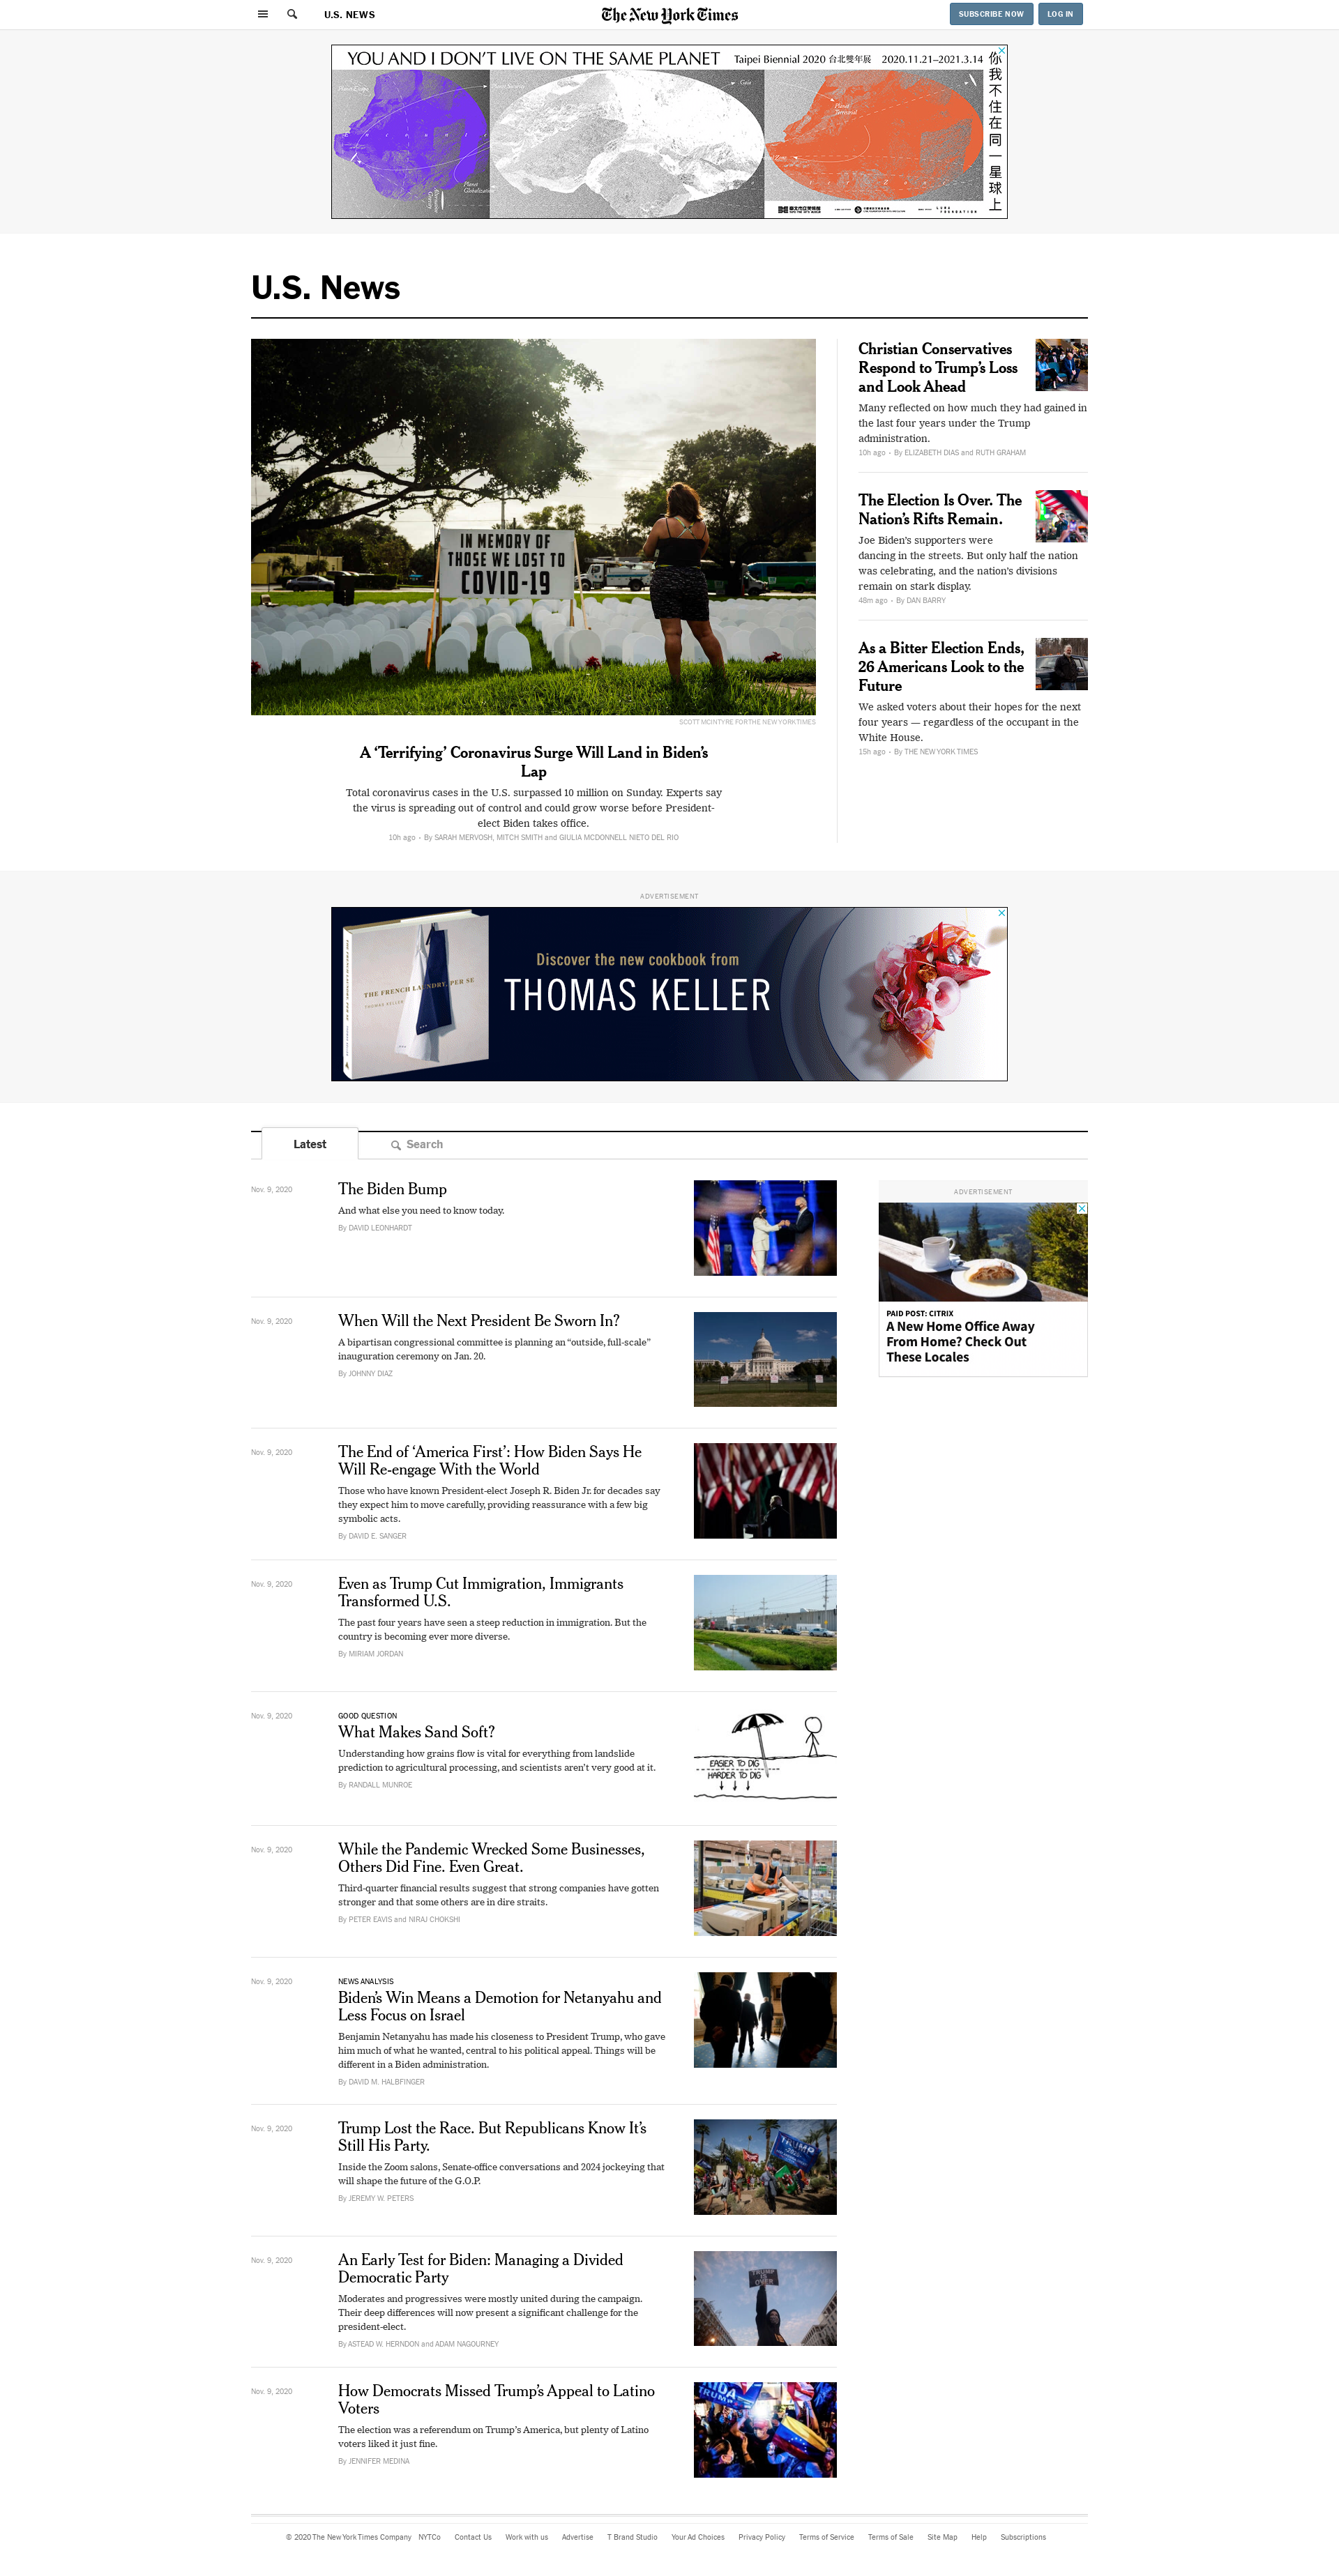 U.S. NEWS
The New York Times
SUBSCRIBE NOW
LOG IN
YOU AND I DON'T LIVE ON THE SAME PLANET
Taipei Biennial 2020 台北雙年展
2020.11.21–2021.3.14
你我不住在同一星球上
Planet
Terrestrial
Gaia
Planet
Globalization
U.S. News
IN MEMORY OF
THOSE WE LOST TO
COVID-19
SCOTT MCINTYRE FOR THE NEW YORK TIMES
A ‘Terrifying’ Coronavirus Surge Will Land in Biden’s
Lap
Total coronavirus cases in the U.S. surpassed 10 million on Sunday. Experts say
the virus is spreading out of control and could grow worse before President-
elect Biden takes office.
10h ago • By SARAH MERVOSH, MITCH SMITH and GIULIA MCDONNELL NIETO DEL RIO
Christian Conservatives
Respond to Trump’s Loss
and Look Ahead
Many reflected on how much they had gained in
the last four years under the Trump
administration.
10h ago • By ELIZABETH DIAS and RUTH GRAHAM
The Election Is Over. The
Nation’s Rifts Remain.
Joe Biden’s supporters were
dancing in the streets. But only half the nation
was celebrating, and the nation’s divisions
remain on stark display.
48m ago • By DAN BARRY
As a Bitter Election Ends,
26 Americans Look to the
Future
We asked voters about their hopes for the next
four years — regardless of the occupant in the
White House.
15h ago • By THE NEW YORK TIMES
ADVERTISEMENT
THE FRENCH LAUNDRY, PER SE
THOMAS KELLER
Discover the new cookbook from
THOMAS KELLER
Latest
Search
Nov. 9, 2020
The Biden Bump
And what else you need to know today.
By DAVID LEONHARDT
ADVERTISEMENT
PAID POST: CITRIX
A New Home Office Away
From Home? Check Out
These Locales
Nov. 9, 2020
When Will the Next President Be Sworn In?
A bipartisan congressional committee is planning an “outside, full-scale”
inauguration ceremony on Jan. 20.
By JOHNNY DIAZ
Nov. 9, 2020
The End of ‘America First’: How Biden Says He
Will Re-engage With the World
Those who have known President-elect Joseph R. Biden Jr. for decades say
they expect him to move carefully, providing reassurance with a few big
symbolic acts.
By DAVID E. SANGER
Nov. 9, 2020
Even as Trump Cut Immigration, Immigrants
Transformed U.S.
The past four years have seen a steep reduction in immigration. But the
country is becoming ever more diverse.
By MIRIAM JORDAN
Nov. 9, 2020
GOOD QUESTION
What Makes Sand Soft?
Understanding how grains flow is vital for everything from landslide
prediction to agricultural processing, and scientists aren’t very good at it.
By RANDALL MUNROE
EASIER TO DIG
HARDER TO DIG
Nov. 9, 2020
While the Pandemic Wrecked Some Businesses,
Others Did Fine. Even Great.
Third-quarter financial results suggest that strong companies have gotten
stronger and that some others are in dire straits.
By PETER EAVIS and NIRAJ CHOKSHI
Nov. 9, 2020
NEWS ANALYSIS
Biden’s Win Means a Demotion for Netanyahu and
Less Focus on Israel
Benjamin Netanyahu has made his closeness to President Trump, who gave
him much of what he wanted, central to his political appeal. Things will be
different in a Biden administration.
By DAVID M. HALBFINGER
Nov. 9, 2020
Trump Lost the Race. But Republicans Know It’s
Still His Party.
Inside the Zoom salons, Senate-office conversations and 2024 jockeying that
will shape the future of the G.O.P.
By JEREMY W. PETERS
TRUMP
Nov. 9, 2020
An Early Test for Biden: Managing a Divided
Democratic Party
Moderates and progressives were mostly united during the campaign.
Their deep differences will now present a significant challenge for the
president-elect.
By ASTEAD W. HERNDON and ADAM NAGOURNEY
TRUMP
IS
OVER
Nov. 9, 2020
How Democrats Missed Trump’s Appeal to Latino
Voters
The election was a referendum on Trump’s America, but plenty of Latino
voters liked it just fine.
By JENNIFER MEDINA
TRUMP
© 2020 The New York Times Company NYTCo Contact Us Work with us Advertise T Brand Studio Your Ad Choices Privacy Policy Terms of Service Terms of Sale Site Map Help Subscriptions